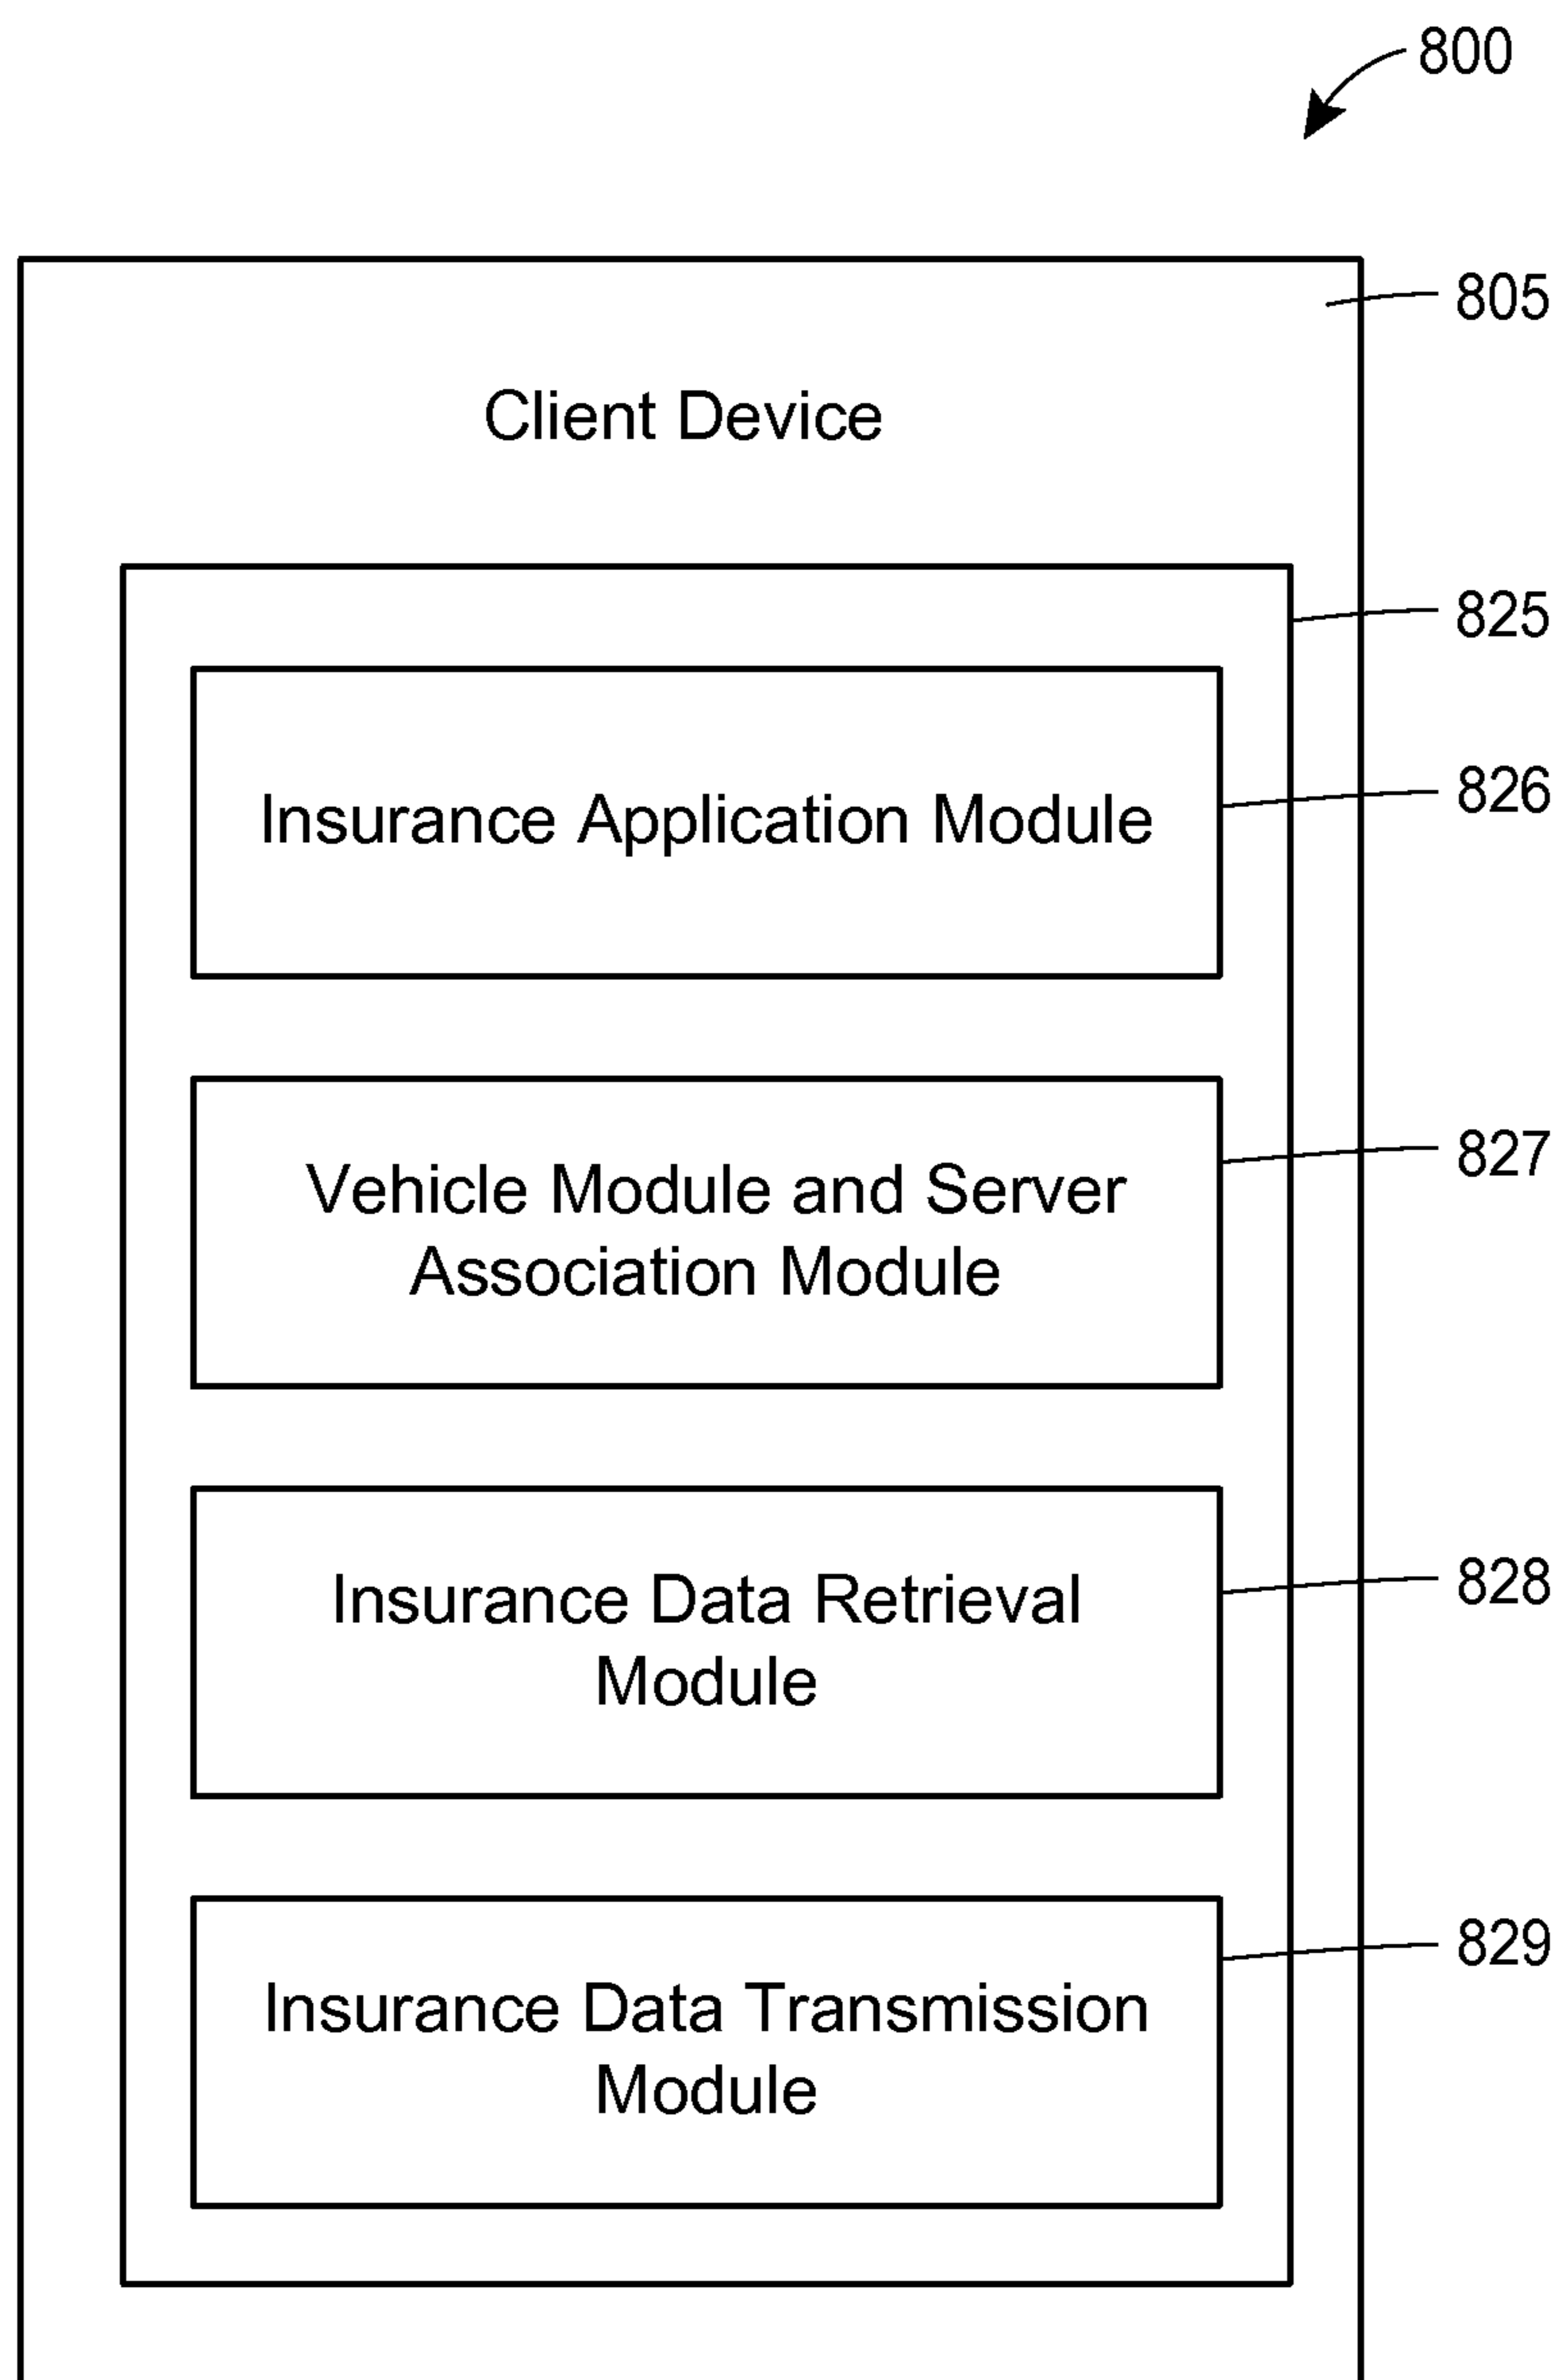 800
805
Client Device
825
Insurance Application Module
826
Vehicle Module and Server
Association Module
827
Insurance Data Retrieval
Module
828
Insurance Data Transmission
Module
829